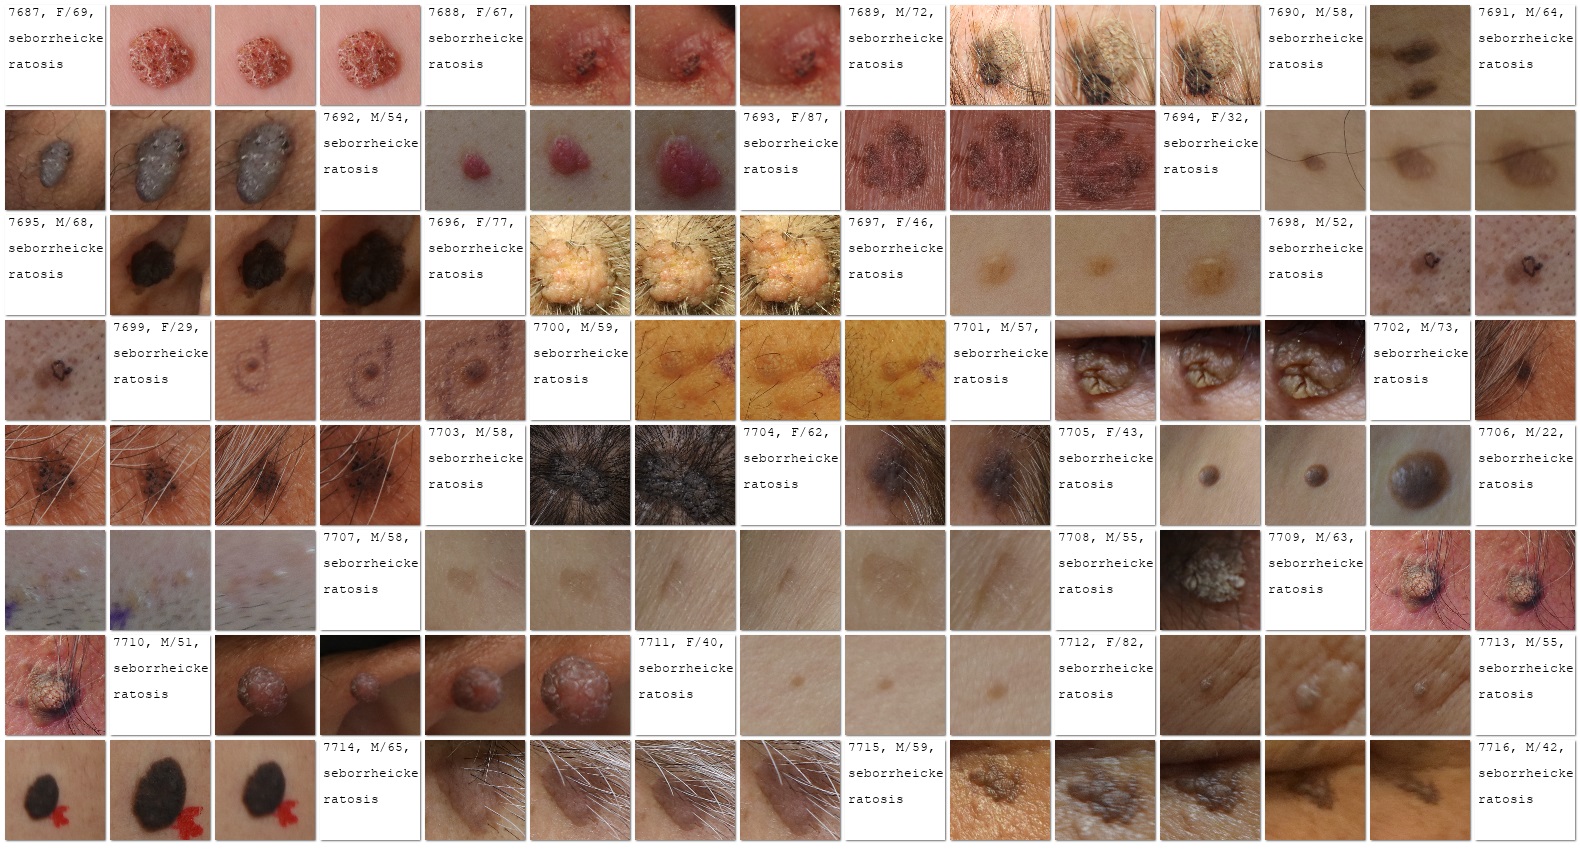 7687, F/69,
seborrheicke
ratosis
7688, F/67,
seborrheicke
ratosis
7689, M/72,
seborrheicke
ratosis
7690, M/58,
seborrheicke
ratosis
7691, M/64,
seborrheicke
ratosis
7692, M/54,
seborrheicke
ratosis
7693, F/87,
seborrheicke
ratosis
7694, F/32,
seborrheicke
ratosis
7695, M/68,
seborrheicke
ratosis
7696, F/77,
seborrheicke
ratosis
7697, F/46,
seborrheicke
ratosis
7698, M/52,
seborrheicke
ratosis
7699, F/29,
seborrheicke
ratosis
7700, M/59,
seborrheicke
ratosis
7701, M/57,
seborrheicke
ratosis
7702, M/73,
seborrheicke
ratosis
7703, M/58,
seborrheicke
ratosis
7704, F/62,
seborrheicke
ratosis
7705, F/43,
seborrheicke
ratosis
7706, M/22,
seborrheicke
ratosis
7707, M/58,
seborrheicke
ratosis
7708, M/55,
seborrheicke
ratosis
7709, M/63,
seborrheicke
ratosis
7710, M/51,
seborrheicke
ratosis
7711, F/40,
seborrheicke
ratosis
7712, F/82,
seborrheicke
ratosis
7713, M/55,
seborrheicke
ratosis
7714, M/65,
seborrheicke
ratosis
7715, M/59,
seborrheicke
ratosis
7716, M/42,
seborrheicke
ratosis